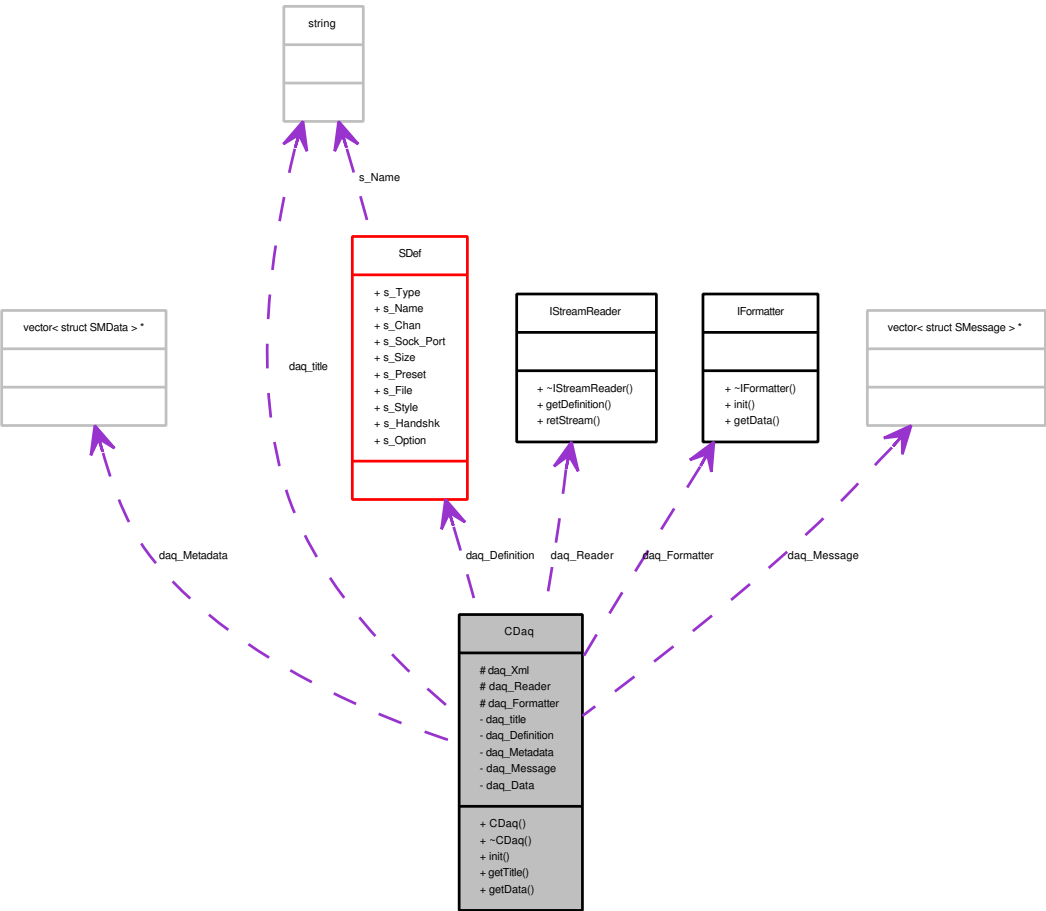 string
s_Name
SDef
+ s_Type
+ s_Name
+ s_Chan
+ s_Sock_Port
+ s_Size
+ s_Preset
+ s_File
+ s_Style
+ s_Handshk
+ s_Option
IStreamReader
+ ~IStreamReader()
+ getDefinition()
+ retStream()
IFormatter
+ ~IFormatter()
+ init()
+ getData()
vector< struct SMData > *
vector< struct SMessage > *
daq_title
daq_Metadata
daq_Definition
daq_Reader
daq_Formatter
daq_Message
CDaq
# daq_Xml
# daq_Reader
# daq_Formatter
- daq_title
- daq_Definition
- daq_Metadata
- daq_Message
- daq_Data
+ CDaq()
+ ~CDaq()
+ init()
+ getTitle()
+ getData()